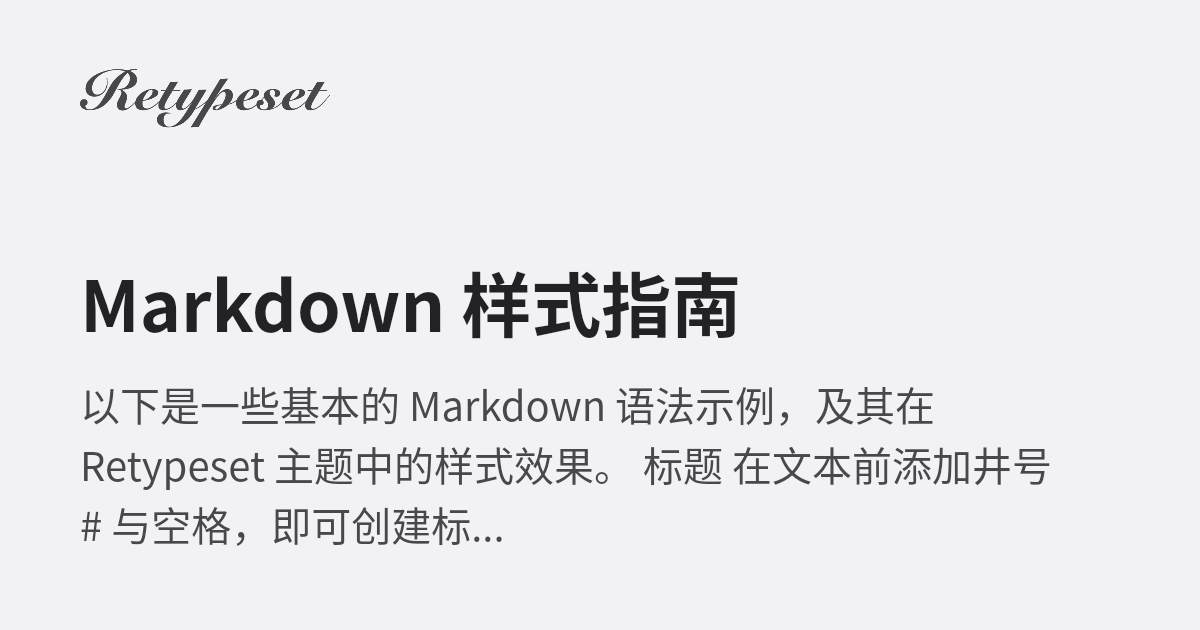 Retypeset
Markdown 样式指南
以下是一些基本的 Markdown 语法示例，及其在
Retypeset 主题中的样式效果。 标题 在文本前添加井号
# 与空格，即可创建标...